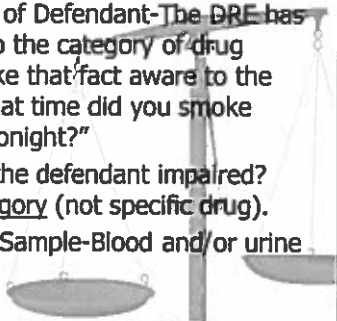 of Defendant-The DRE has
o the category of drug
ke that fact aware to the
at time did you smoke
onight?"
he defendant impaired?
gory (not specific drug).
Sample-Blood and/or urine